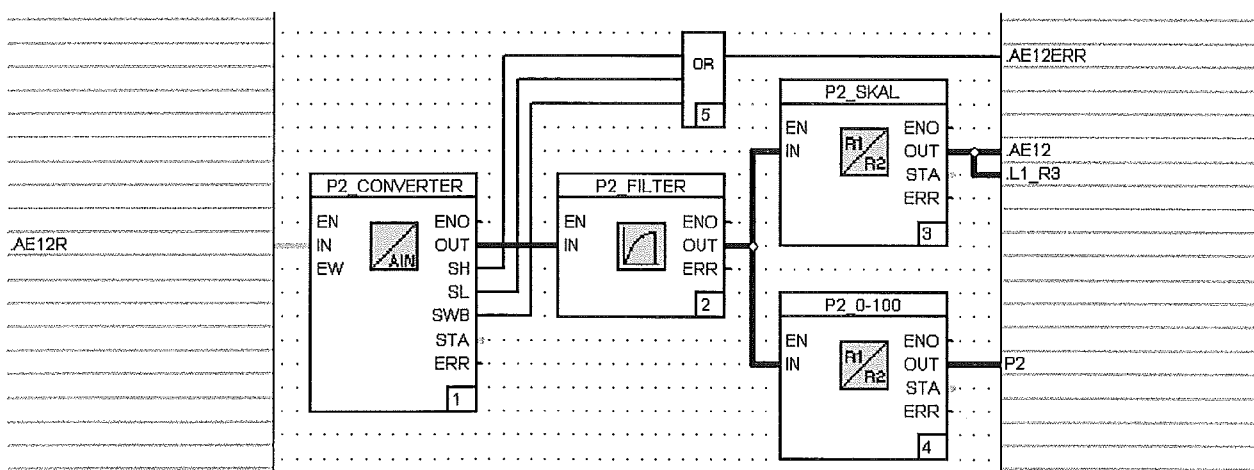 OR
5
.AE12ERR
P2_SKAL
EN ENO
IN R1/R2 OUT
STA
ERR
3
.AE12
.L1_R3
P2_CONVERTER
EN ENO
IN /AIN OUT
EW SH
SL
SWB
STA
ERR
1
.AE12R
P2_FILTER
EN ENO
IN OUT
ERR
2
P2_0-100
EN ENO
IN R1/R2 OUT
STA
ERR
4
P2